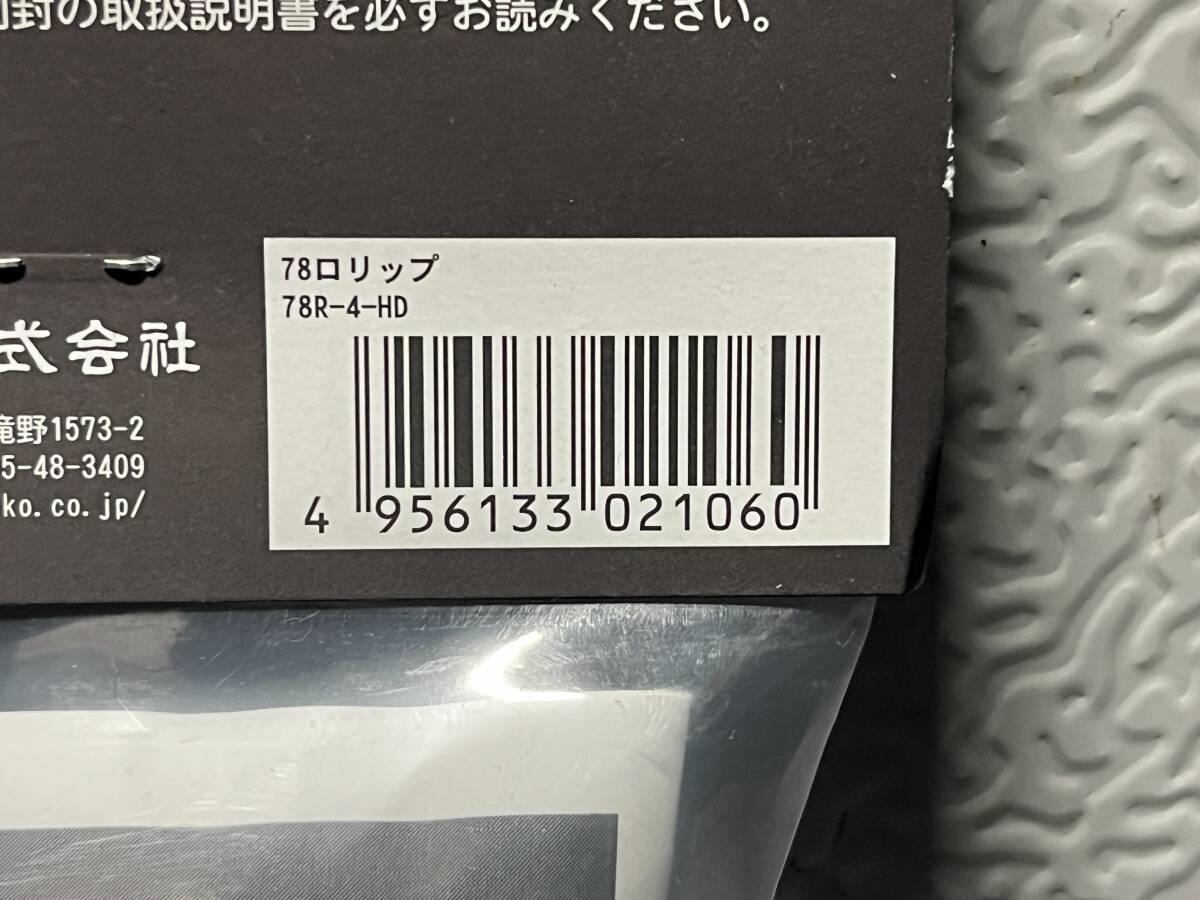 封の取扱説明書を必ずお読みください。
78ロリップ
78R-4-HD
式会社
滝野1573-2
5-48-3409
ko.co.jp/
4 956133 021060